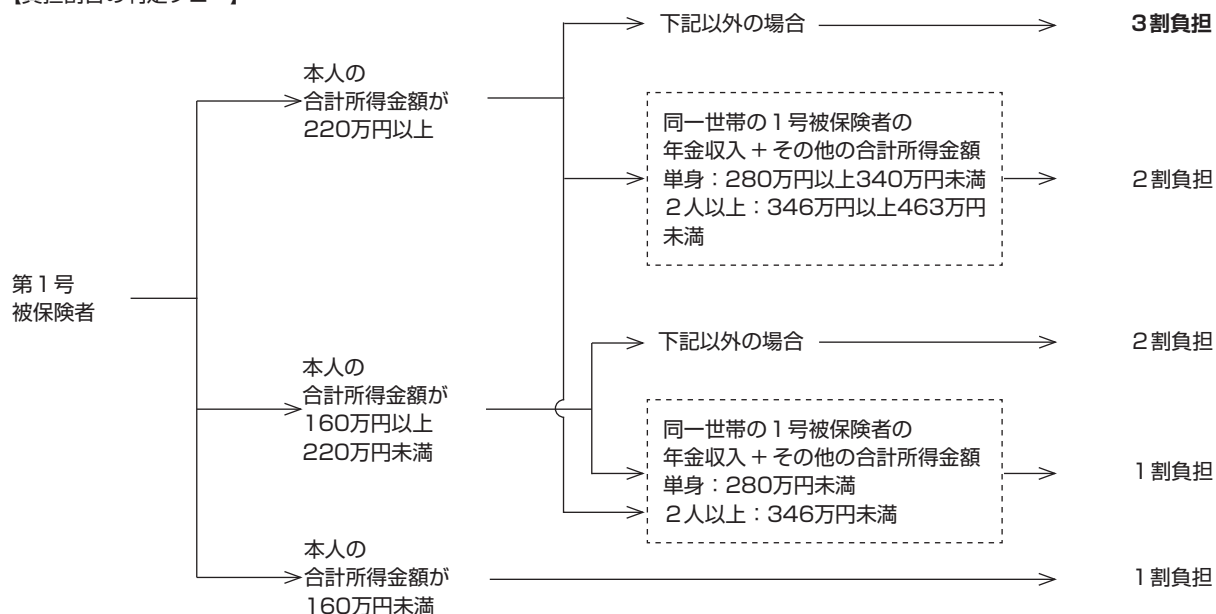 下記以外の場合
3割負担
本人の
合計所得金額が
220万円以上
同一世帯の1号被保険者の
年金収入+その他の合計所得金額
単身:280万円以上340万円未満
2人以上:346万円以上463万円
未満
2割負担
第1号
被保険者
下記以外の場合
2割負担
本人の
合計所得金額が
160万円以上
220万円未満
同一世帯の1号被保険者の
年金収入+その他の合計所得金額
単身:280万円未満
2人以上:346万円未満
1割負担
本人の
合計所得金額が
160万円未満
1割負担